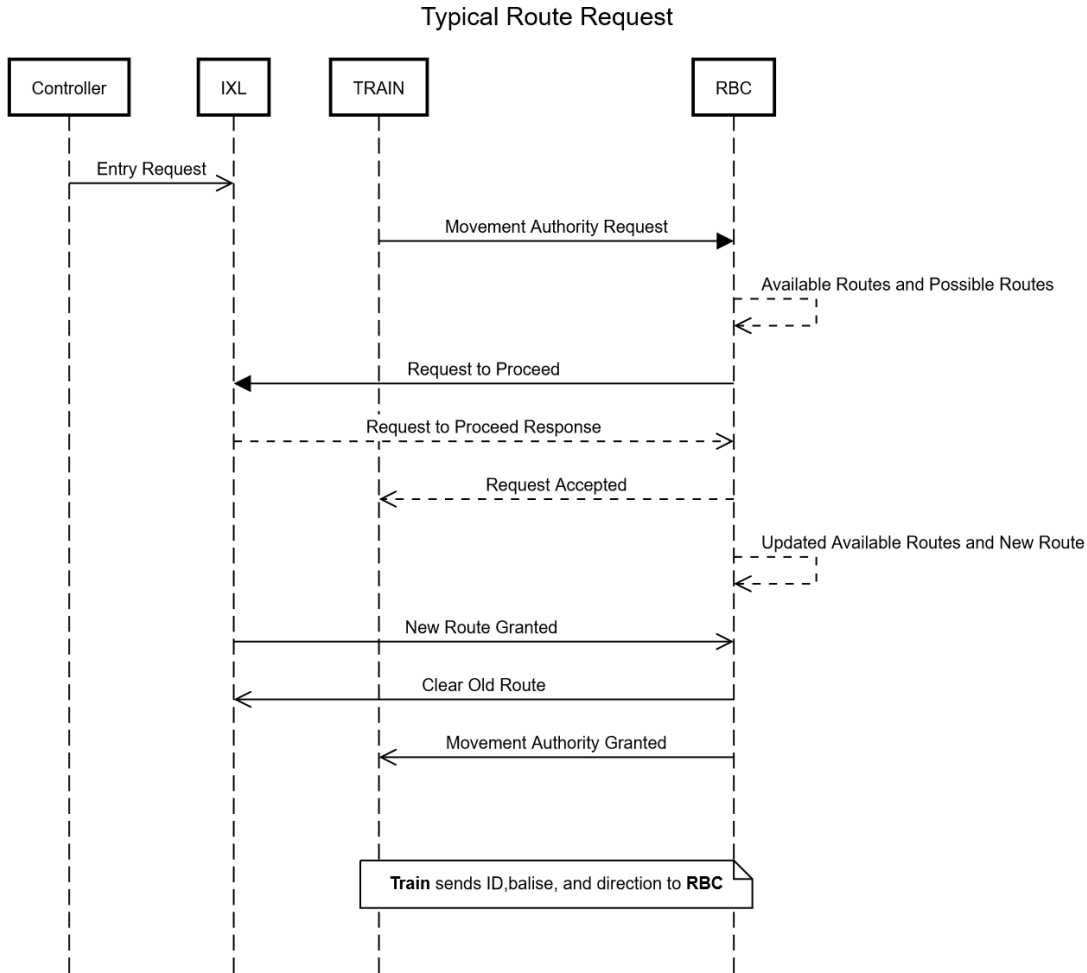 Typical Route Request
Controller
IXL
TRAIN
RBC
Entry Request
Movement Authority Request
Available Routes and Possible Routes
Request to Proceed
Request to Proceed Response
Request Accepted
Updated Available Routes and New Route
New Route Granted
Clear Old Route
Movement Authority Granted
Train sends ID,balise, and direction to RBC